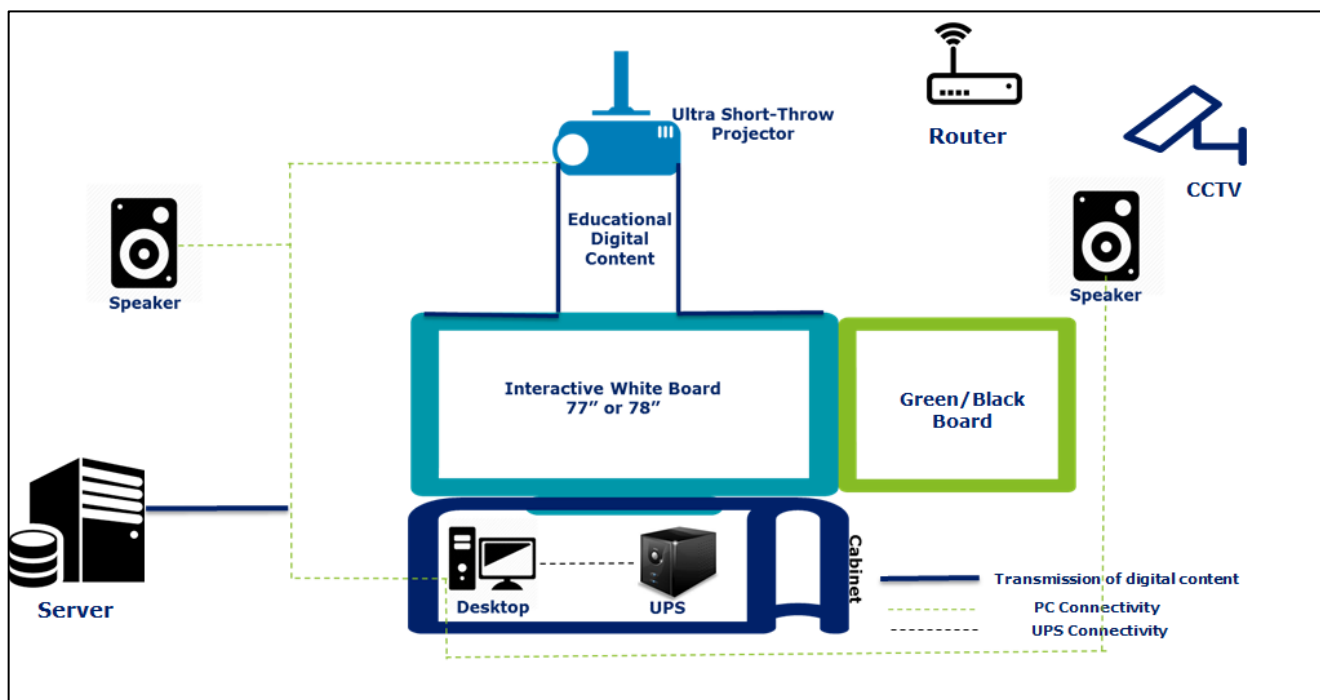 Ultra Short-Throw
Projector
Router
CCTV
Educational
Digital
Content
Speaker
Speaker
Interactive White Board
77” or 78”
Green/Black
Board
Server
Desktop
UPS
Cabinet
Transmission of digital content
PC Connectivity
UPS Connectivity